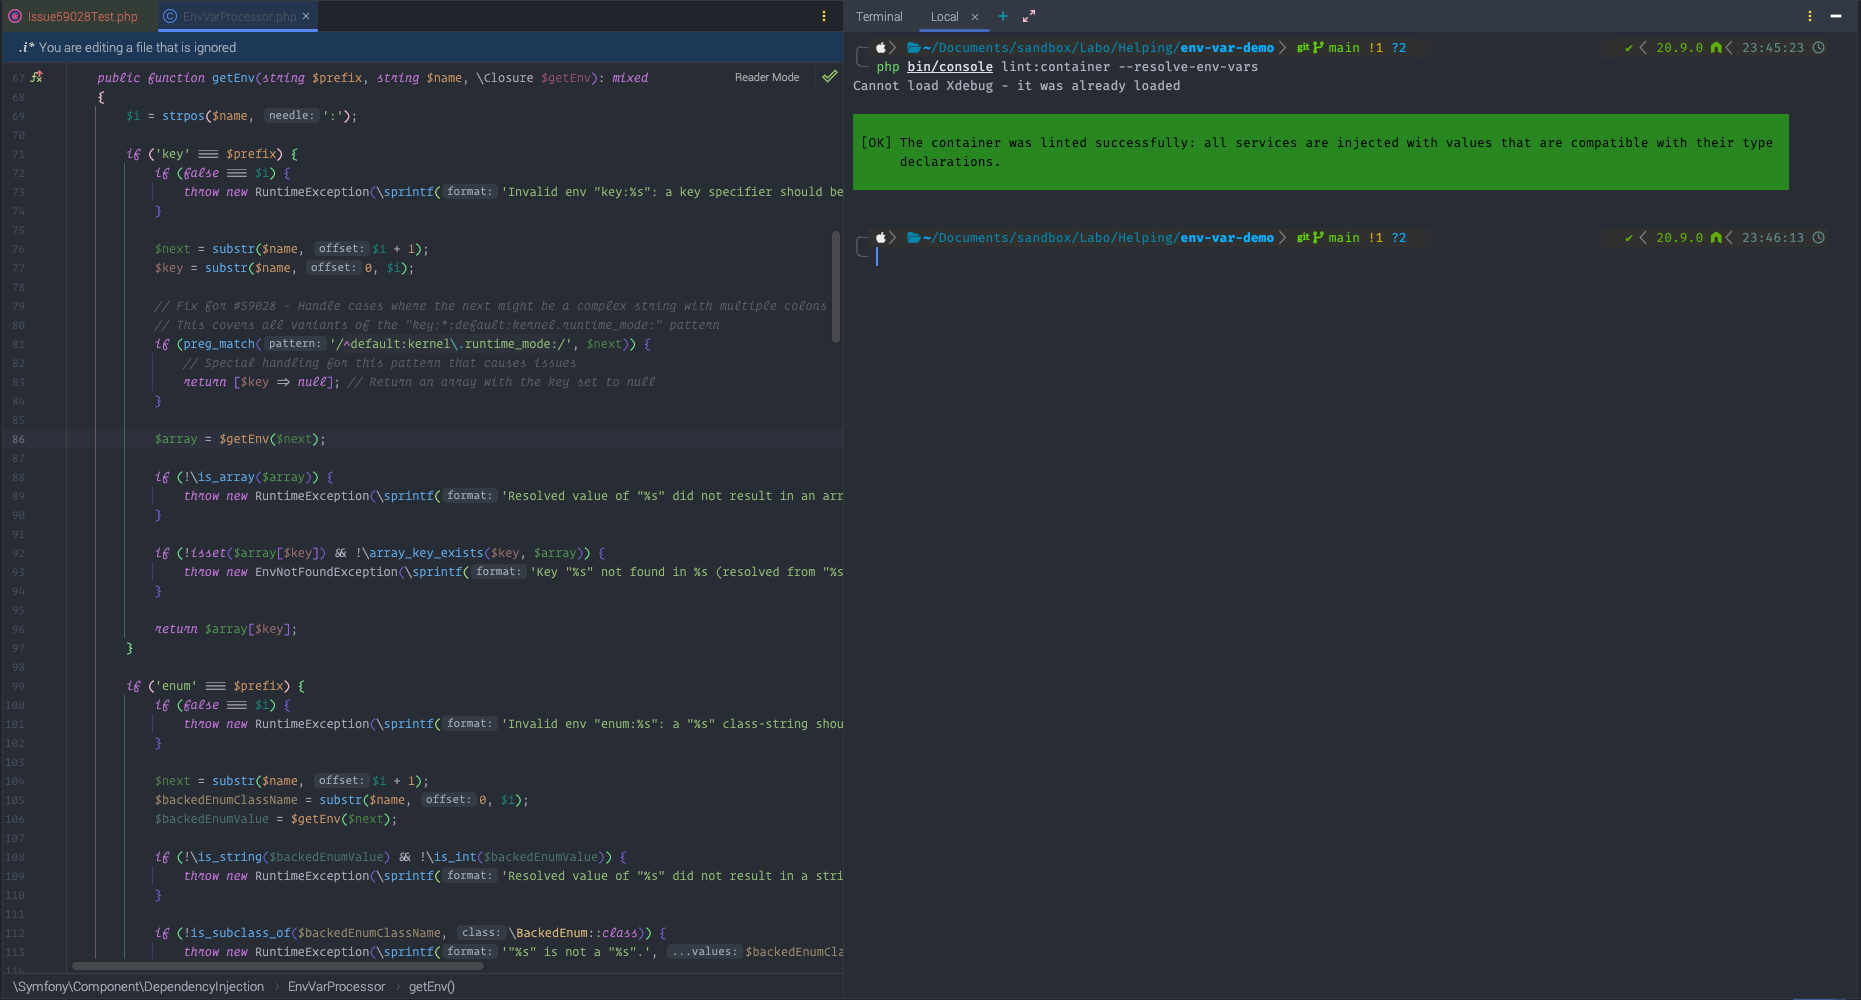 Issue59028Test.php
EnvVarProcessor.php ×
.i* You are editing a file that is ignored
Reader Mode
67 public function getEnv(string $prefix, string $name, \Closure $getEnv): mixed
68 {
69 $i = strpos($name, needle: ':');
70
71 if ('key' === $prefix) {
72 if (false === $i) {
73 throw new RuntimeException(\sprintf( format: 'Invalid env "key:%s": a key specifier should be
74 }
75
76 $next = substr($name, offset: $i + 1);
77 $key = substr($name, offset: 0, $i);
78
79 // Fix for #59028 - Handle cases where the next might be a complex string with multiple colons
80 // This covers all variants of the "key:*:default:kernel.runtime_mode:" pattern
81 if (preg_match( pattern: '/^default:kernel\.runtime_mode:/', $next)) {
82 // Special handling for this pattern that causes issues
83 return [$key => null]; // Return an array with the key set to null
84 }
85
86 $array = $getEnv($next);
87
88 if (!\is_array($array)) {
89 throw new RuntimeException(\sprintf( format: 'Resolved value of "%s" did not result in an arr
90 }
91
92 if (!isset($array[$key]) && !\array_key_exists($key, $array)) {
93 throw new EnvNotFoundException(\sprintf( format: 'Key "%s" not found in %s (resolved from "%s
94 }
95
96 return $array[$key];
97 }
98
99 if ('enum' === $prefix) {
100 if (false === $i) {
101 throw new RuntimeException(\sprintf( format: 'Invalid env "enum:%s": a "%s" class-string shou
102 }
103
104 $next = substr($name, offset: $i + 1);
105 $backedEnumClassName = substr($name, offset: 0, $i);
106 $backedEnumValue = $getEnv($next);
107
108 if (!\is_string($backedEnumValue) && !\is_int($backedEnumValue)) {
109 throw new RuntimeException(\sprintf( format: 'Resolved value of "%s" did not result in a stri
110 }
111
112 if (!is_subclass_of($backedEnumClassName, class: \BackedEnum::class)) {
113 throw new RuntimeException(\sprintf( format: '"%s" is not a "%s".', ...values: $backedEnumCla
114
\Symfony\Component\DependencyInjection › EnvVarProcessor › getEnv()
Terminal Local × +
~/Documents/sandbox/Labo/Helping/env-var-demo git main !1 ?2 ✔ 20.9.0 23:45:23
php bin/console lint:container --resolve-env-vars
Cannot load Xdebug - it was already loaded
[OK] The container was linted successfully: all services are injected with values that are compatible with their type
declarations.
~/Documents/sandbox/Labo/Helping/env-var-demo git main !1 ?2 ✔ 20.9.0 23:46:13